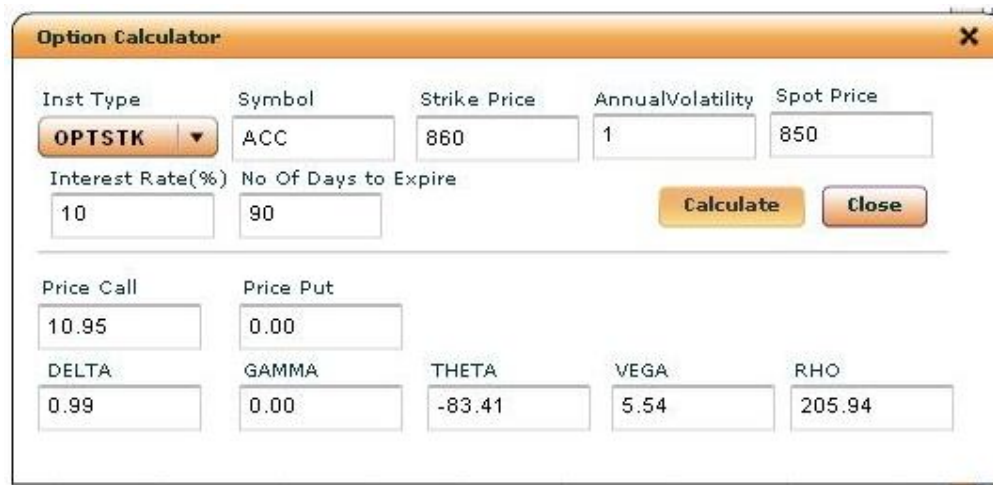 Option Calculator
Inst Type Symbol Strike Price AnnualVolatility Spot Price
OPTSTK ACC 860 1 850
Interest Rate(%) No Of Days to Expire
10 90 Calculate Close
Price Call Price Put
10.95 0.00
DELTA GAMMA THETA VEGA RHO
0.99 0.00 -83.41 5.54 205.94